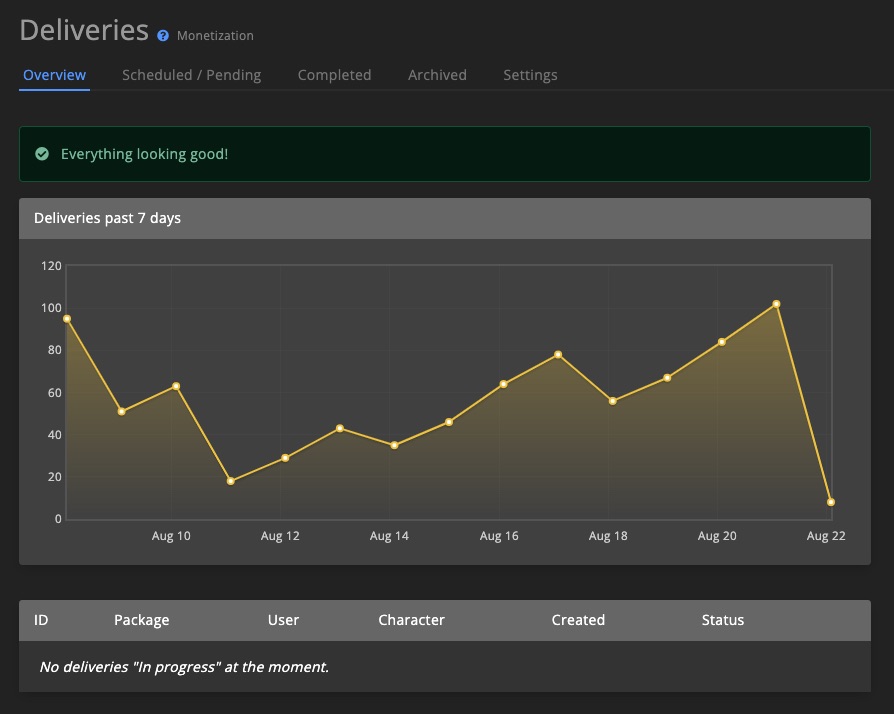 Deliveries ? Monetization
Overview Scheduled / Pending Completed Archived Settings
Everything looking good!
Deliveries past 7 days
120
100
80
60
40
20
0
Aug 10 Aug 12 Aug 14 Aug 16 Aug 18 Aug 20 Aug 22
ID Package User Character Created Status
No deliveries "In progress" at the moment.